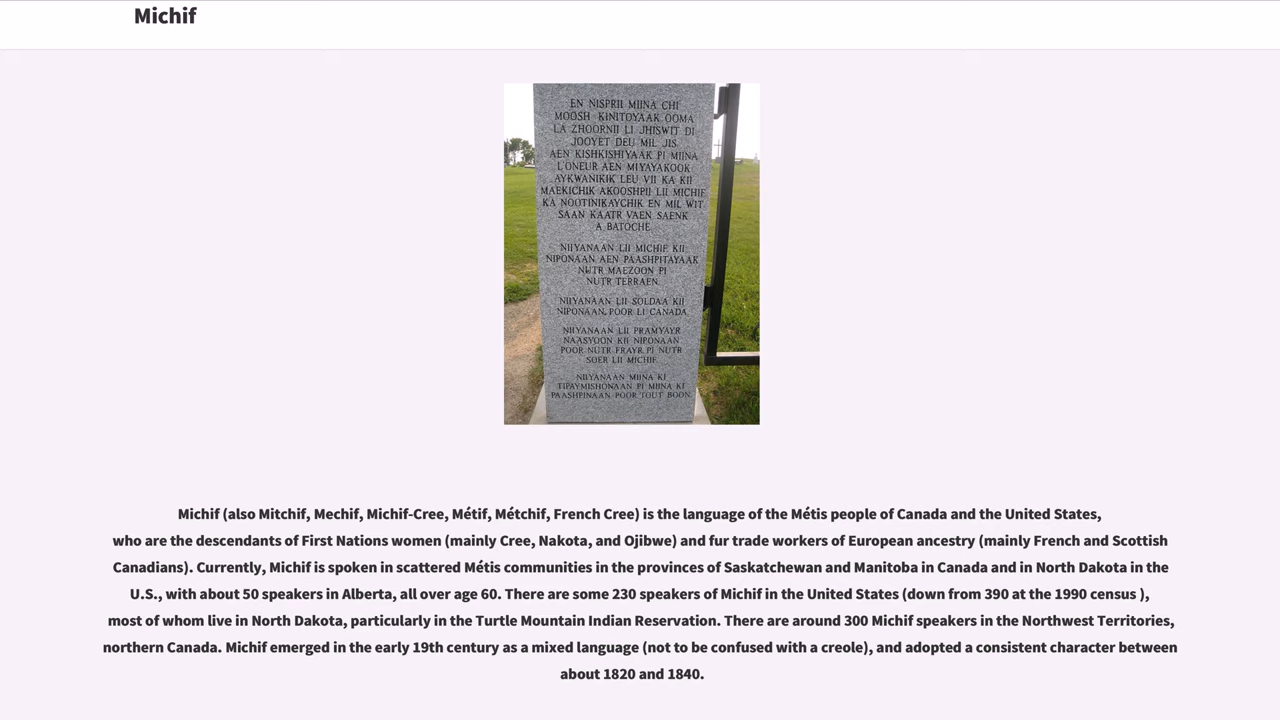 Michif
EN NISPRII MIINA CHI
MOOSH KINITOYAAK OOMA
LA ZHOORNII LI JHISWIT DI
JOOYET DEU MIL JIS
AEN KISHKISHIYAAK PI MIINA
L'ONEUR AEN MIYAYAKOOK
AYKWANIKIK LEU VII KA KII
MAEKICHIK AKOOSHPII LII MICHIF
KA NOOTINIKAYCHIK EN MIL WIT
SAAN KAATR VAEN SAENK
A BATOCHE
NIIYANAAN LII MICHIF KII
NIPONAAN AEN PAASHPITAYAAK
NUTR MAEZOON PI
NUTR TERRAEN.
NIIYANAAN LII SOLDAA KII
NIPONAAN, POOR LI CANADA.
NIIYANAAN LII PRAMYAYR
NAASYOON KII NIPONAAN
POOR NUTR FRAYR PI NUTR
SOER LII MICHIF.
NIIYANAAN MIINA KI
TIPAYMISHONAAN PI MIINA KI
PAASHPINAAN POOR TOUT BOON.
Michif (also Mitchif, Mechif, Michif-Cree, Métif, Métchif, French Cree) is the language of the Métis people of Canada and the United States,
who are the descendants of First Nations women (mainly Cree, Nakota, and Ojibwe) and fur trade workers of European ancestry (mainly French and Scottish
Canadians). Currently, Michif is spoken in scattered Métis communities in the provinces of Saskatchewan and Manitoba in Canada and in North Dakota in the
U.S., with about 50 speakers in Alberta, all over age 60. There are some 230 speakers of Michif in the United States (down from 390 at the 1990 census ),
most of whom live in North Dakota, particularly in the Turtle Mountain Indian Reservation. There are around 300 Michif speakers in the Northwest Territories,
northern Canada. Michif emerged in the early 19th century as a mixed language (not to be confused with a creole), and adopted a consistent character between
about 1820 and 1840.